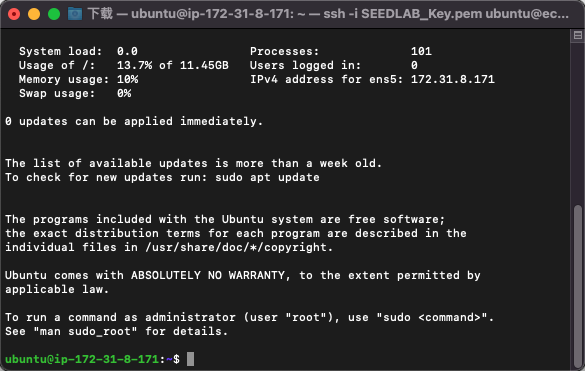 下载 — ubuntu@ip-172-31-8-171: ~ — ssh -i SEEDLAB_Key.pem ubuntu@ec...
System load:  0.0                Processes:             101
Usage of /:   13.7% of 11.45GB   Users logged in:       0
Memory usage: 10%                IPv4 address for ens5: 172.31.8.171
Swap usage:   0%
0 updates can be applied immediately.
The list of available updates is more than a week old.
To check for new updates run: sudo apt update
The programs included with the Ubuntu system are free software;
the exact distribution terms for each program are described in the
individual files in /usr/share/doc/*/copyright.
Ubuntu comes with ABSOLUTELY NO WARRANTY, to the extent permitted by
applicable law.
To run a command as administrator (user "root"), use "sudo <command>".
See "man sudo_root" for details.
ubuntu@ip-172-31-8-171:~$